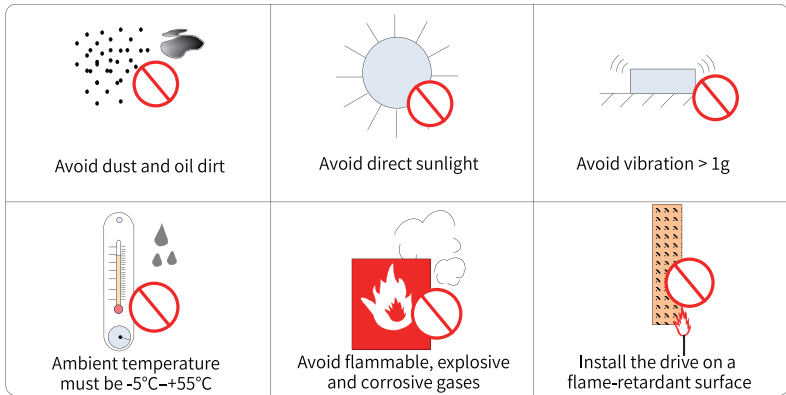 Avoid dust and oil dirt
Avoid direct sunlight
Avoid vibration > 1g
Ambient temperature
must be -5°C–+55°C
Avoid flammable, explosive
and corrosive gases
Install the drive on a
flame-retardant surface